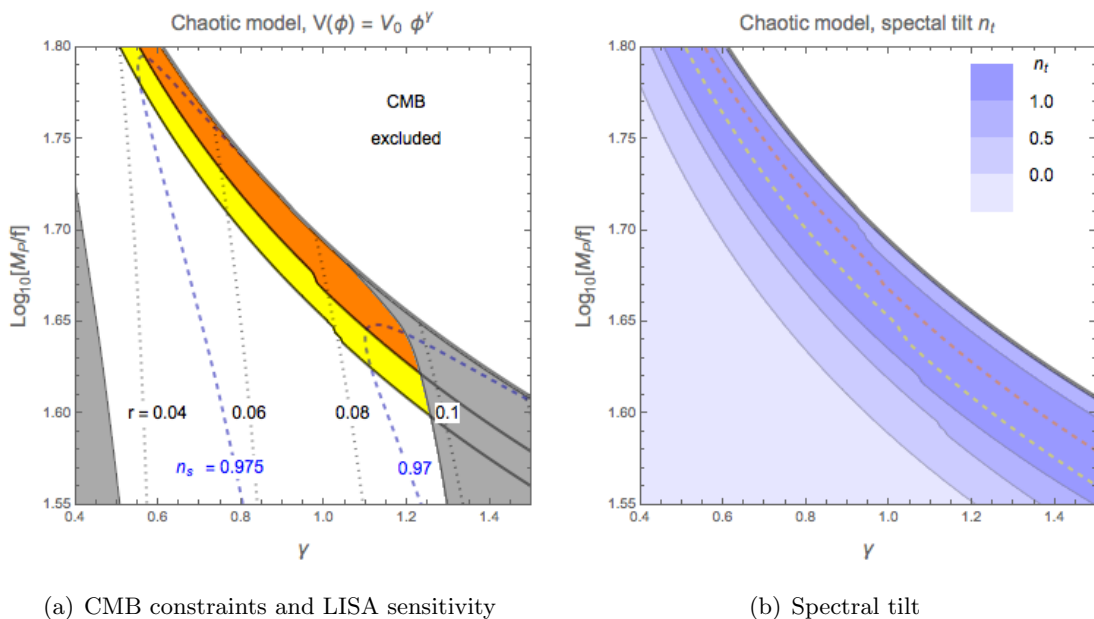 Chaotic model, V(ϕ) = V₀ ϕ^γ
CMB
excluded
r = 0.04
0.06
0.08
0.1
nₛ = 0.975
0.97
Log₁₀[M_P/f]
1.80
1.75
1.70
1.65
1.60
1.55
0.4
0.6
0.8
1.0
1.2
1.4
γ
(a) CMB constraints and LISA sensitivity
Chaotic model, spectal tilt nₜ
nₜ
1.0
0.5
0.0
Log₁₀[M_P/f]
1.80
1.75
1.70
1.65
1.60
1.55
0.4
0.6
0.8
1.0
1.2
1.4
γ
(b) Spectral tilt